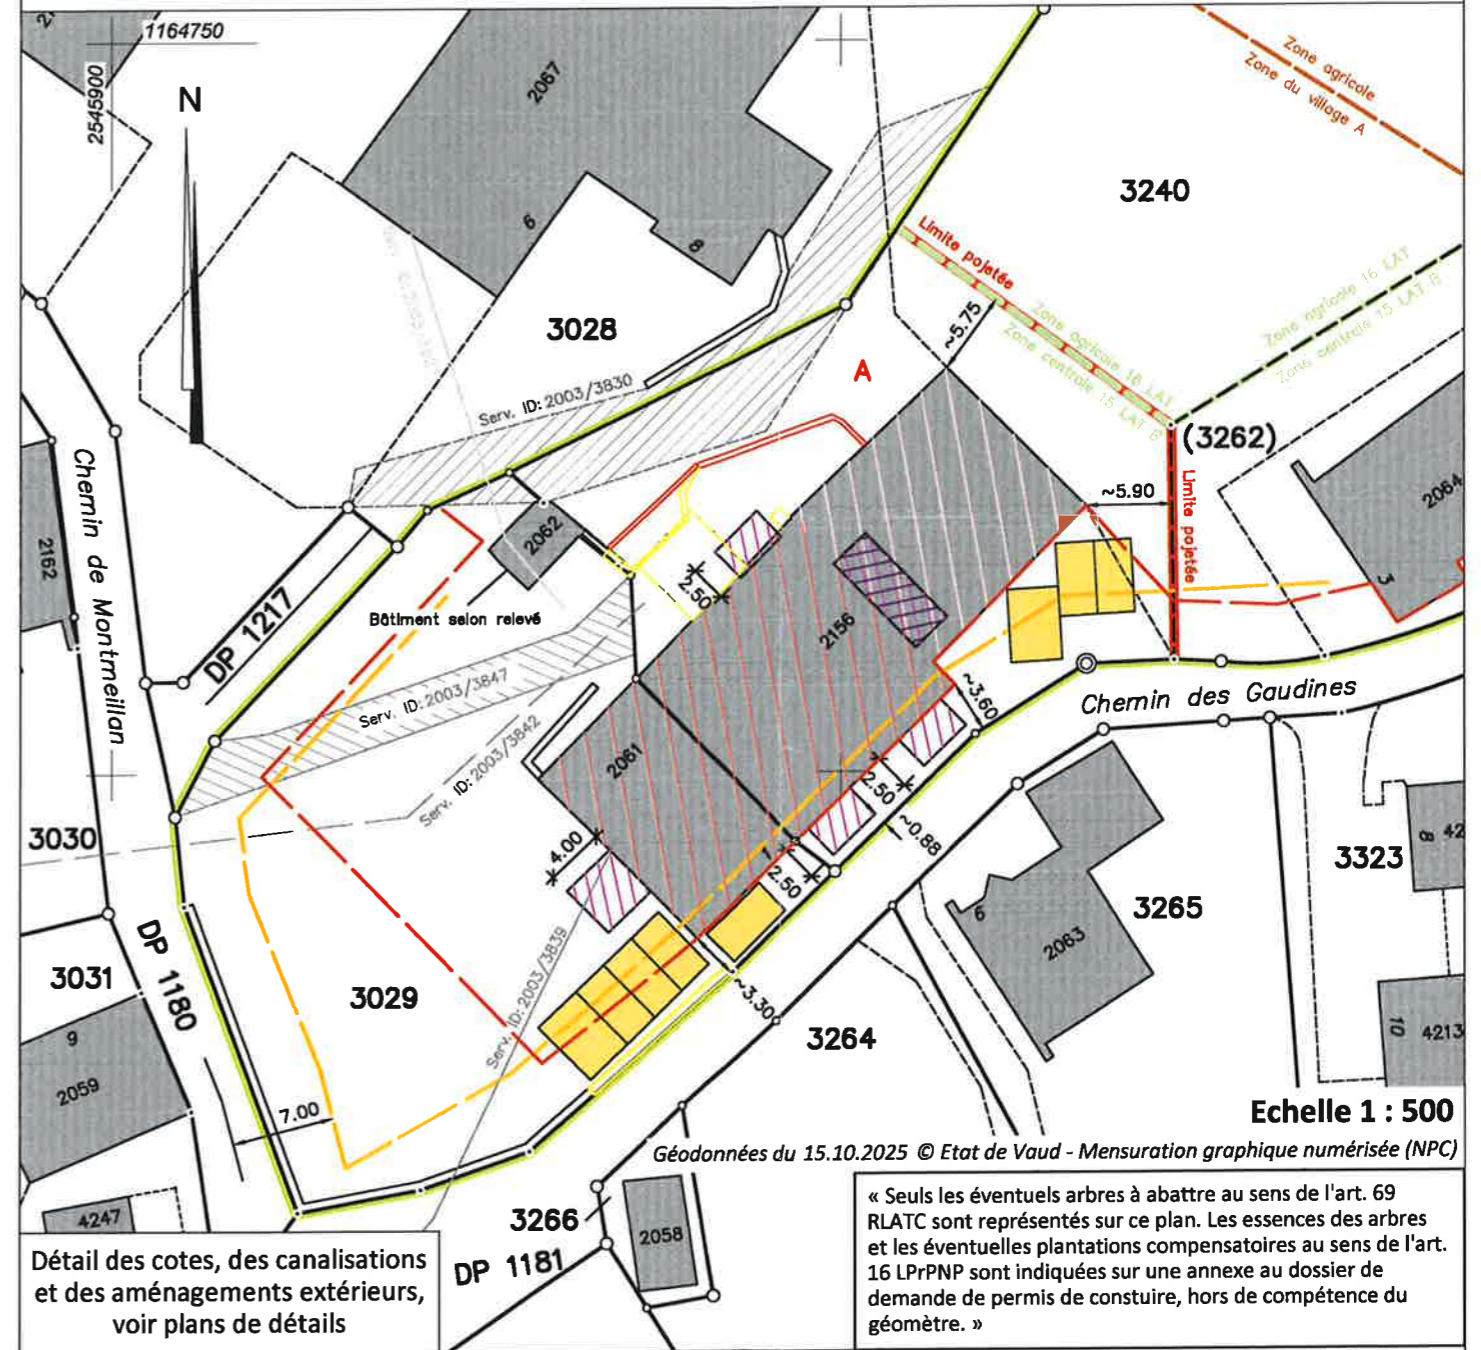 1164750
2545900
N
2067
6
8
Zone agricole
Zone du village A
3240
Limite pojetée
Zone agricole 16 LAT
Zone centrale 15 LAT B
Zone agricole 16 LAT
Zone centrale 15 LAT B
~5.75
3028
Serv. ID: 2003/3830
A
(3262)
~5.90
Limite pojetée
2064
3
Chemin de Montmeillan
2162
DP 1217
2062
Bâtiment selon relevé
2.50
2156
Serv. ID: 2003/3847
Serv. ID: 2003/3842
2061
~3.60
Chemin des Gaudines
2.50
~0.88
1
2.50
4.00
3030
3323
8
42
3265
6
2063
DP 1180
3031
9
2059
3029
Serv. ID: 2003/3839
~3.30
3264
10
4213
7.00
Echelle 1 : 500
Géodonnées du 15.10.2025 © Etat de Vaud - Mensuration graphique numérisée (NPC)
4247
3266
2058
DP 1181
Détail des cotes, des canalisations
et des aménagements extérieurs,
voir plans de détails
« Seuls les éventuels arbres à abattre au sens de l'art. 69
RLATC sont représentés sur ce plan. Les essences des arbres
et les éventuelles plantations compensatoires au sens de l'art.
16 LPrPNP sont indiquées sur une annexe au dossier de
demande de permis de constuire, hors de compétence du
géomètre. »